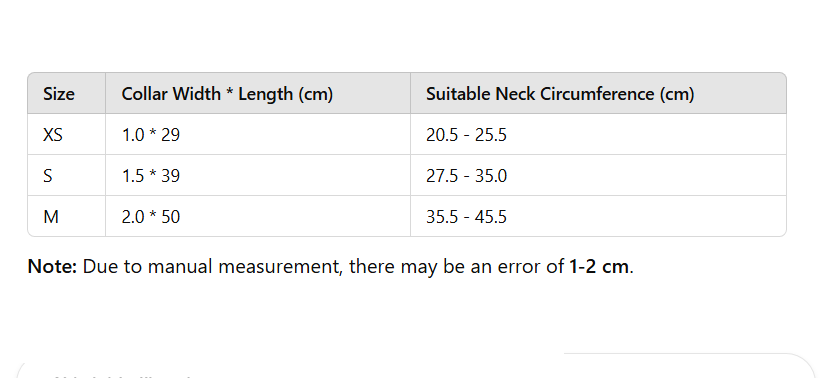 Size Collar Width * Length (cm) Suitable Neck Circumference (cm)
XS 1.0 * 29 20.5 - 25.5
S 1.5 * 39 27.5 - 35.0
M 2.0 * 50 35.5 - 45.5
Note: Due to manual measurement, there may be an error of 1-2 cm.